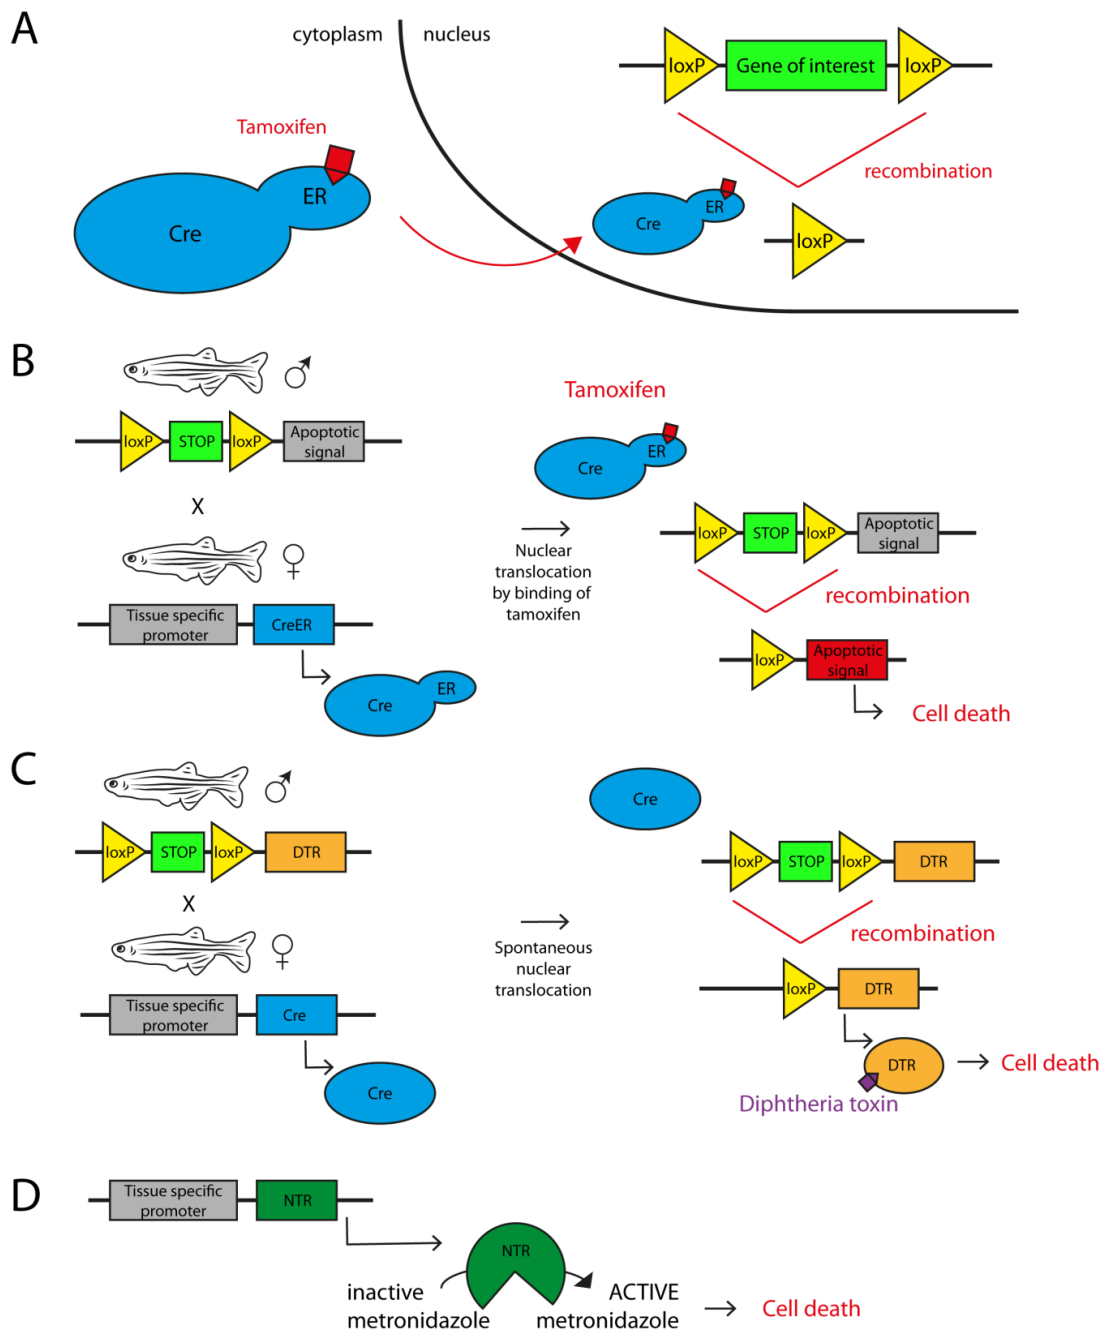 A
cytoplasm
nucleus
loxP
Gene of interest
loxP
Tamoxifen
ER
Cre
recombination
ER
Cre
loxP
B
loxP
STOP
loxP
Apoptotic
signal
X
Tissue specific
promoter
CreER
Cre
ER
Tamoxifen
Cre
ER
Nuclear
translocation
by binding of
tamoxifen
loxP
STOP
loxP
Apoptotic
signal
recombination
loxP
Apoptotic
signal
Cell death
C
loxP
STOP
loxP
DTR
X
Tissue specific
promoter
Cre
Cre
Cre
Spontaneous
nuclear
translocation
loxP
STOP
loxP
DTR
recombination
loxP
DTR
DTR
Cell death
Diphtheria toxin
D
Tissue specific
promoter
NTR
NTR
inactive
metronidazole
ACTIVE
metronidazole
Cell death